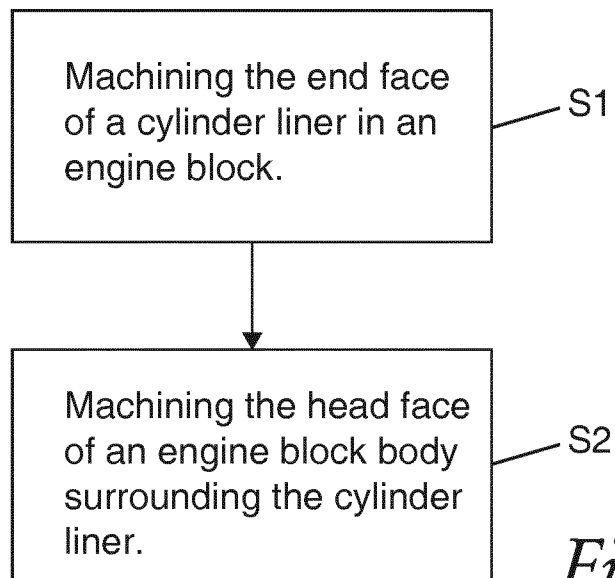 Machining the end face
of a cylinder liner in an
engine block.
S1
Machining the head face
of an engine block body
surrounding the cylinder
liner.
S2